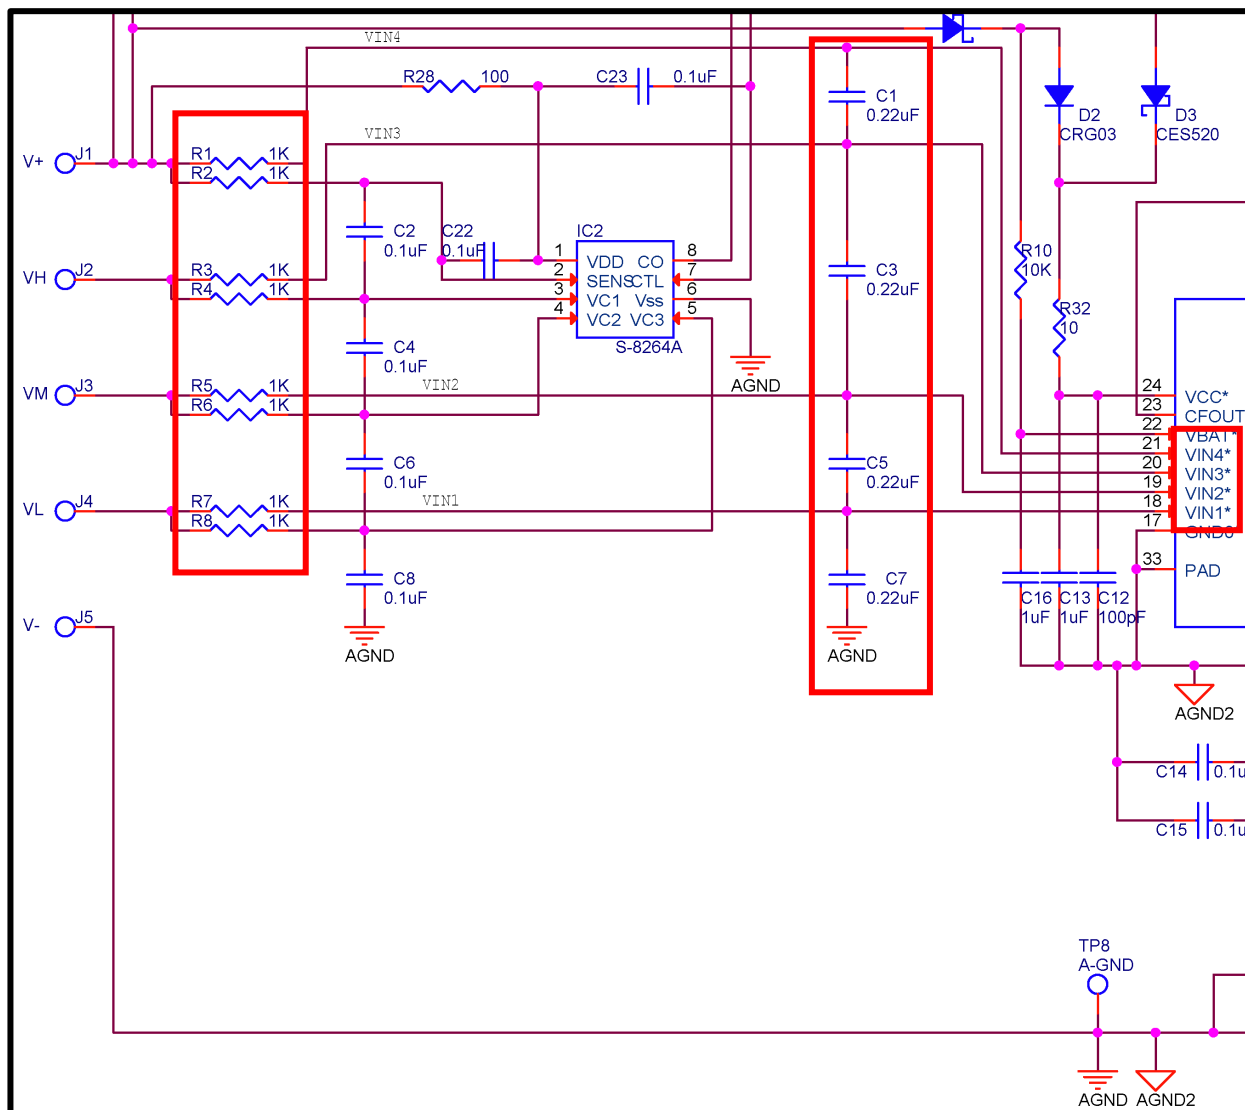 VIN4
R28 100
C23 0.1uF
C1
0.22uF
D2
CRG03
D3
CES520
VIN3
V+ J1
R1 1K
R2 1K
C2
0.1uF
C22
0.1uF
IC2
1 VDD CO 8
2 SENS CTL 7
3 VC1 Vss 6
4 VC2 VC3 5
S-8264A
AGND
VH J2
R3 1K
R4 1K
C3
0.22uF
R10
10K
R32
10
C4
0.1uF
VM J3
R5 1K
R6 1K
VIN2
24 VCC*
23 CFOUT
22 VBAT*
21 VIN4*
20 VIN3*
19 VIN2*
18 VIN1*
17 GND0
33 PAD
C6
0.1uF
C5
0.22uF
VL J4
R7 1K
R8 1K
VIN1
C8
0.1uF
AGND
C7
0.22uF
AGND
C16
1uF
C13
1uF
C12
100pF
V- J5
AGND2
C14 0.1u
C15 0.1u
TP8
A-GND
AGND AGND2